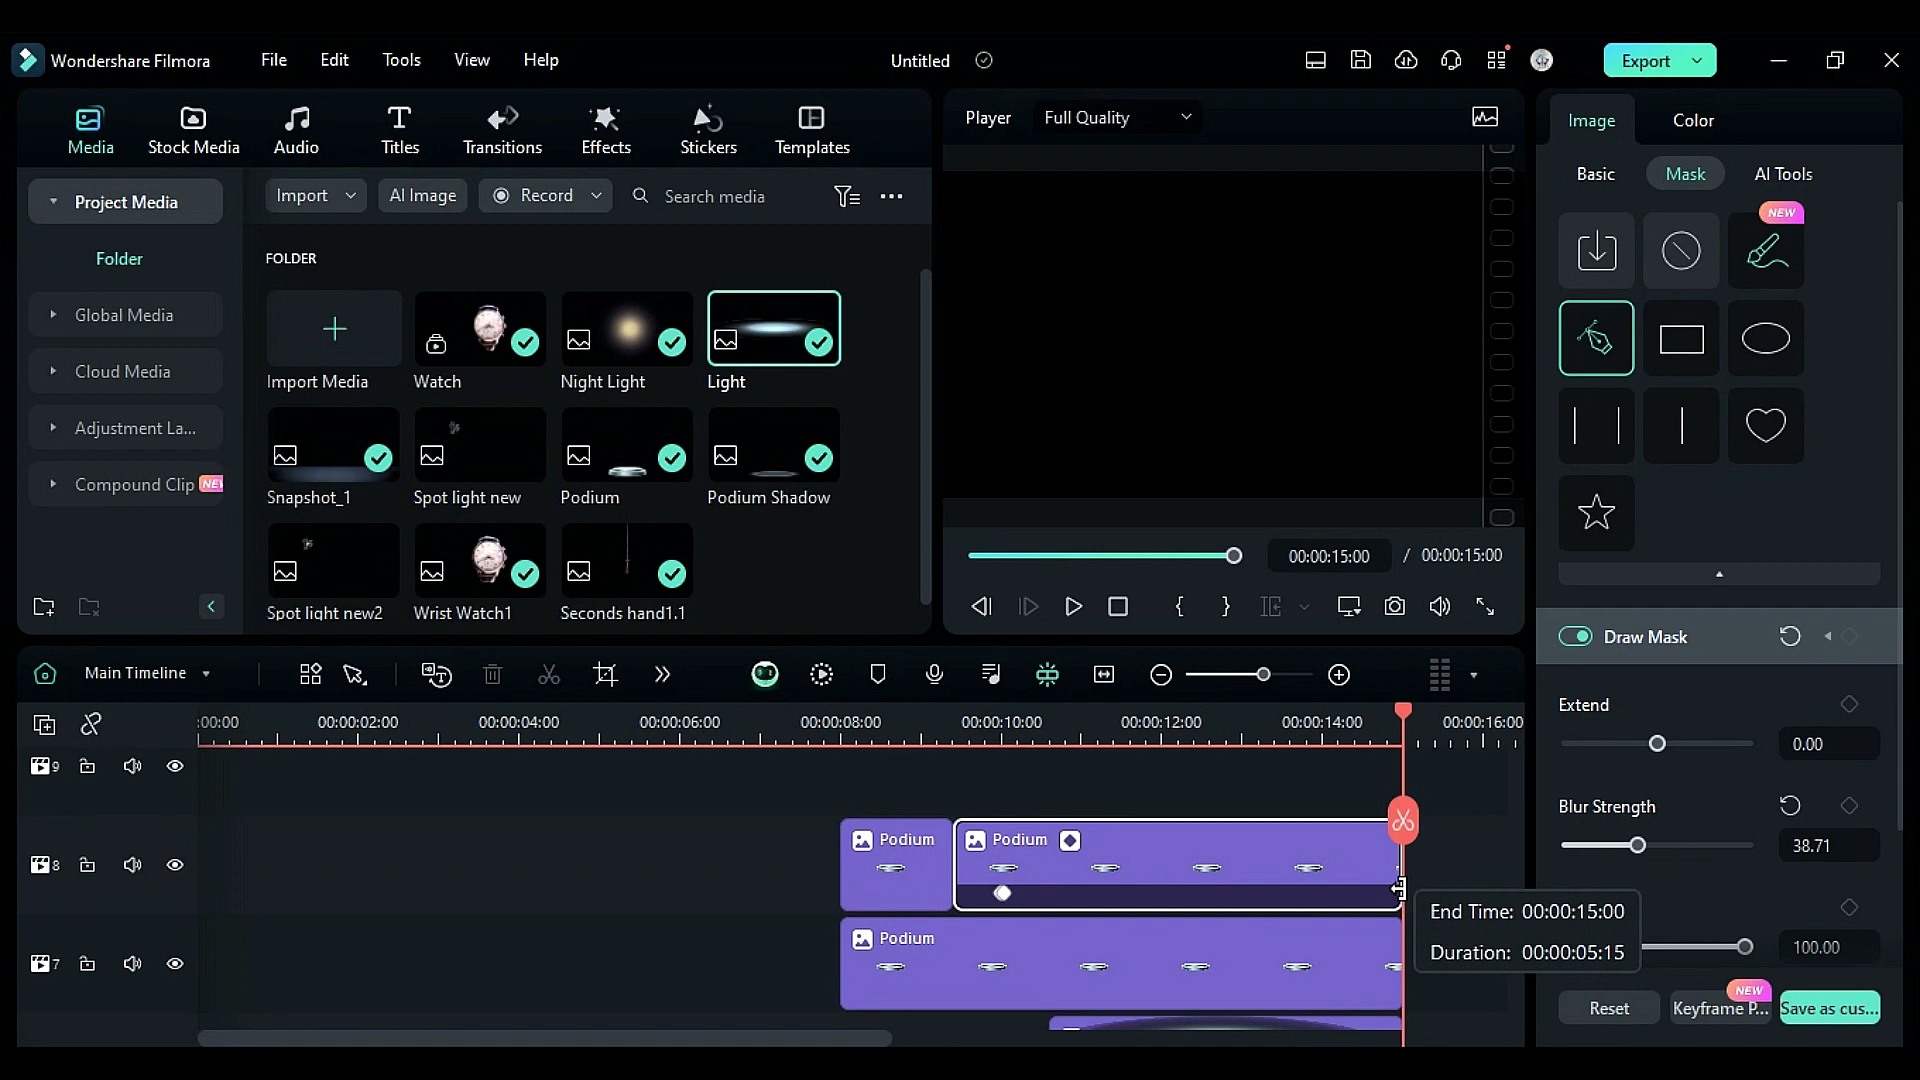 Wondershare Filmora
File
Edit
Tools
View
Help
Untitled
Export
Media
Stock Media
Audio
Titles
Transitions
Effects
Stickers
Templates
Player
Full Quality
Image
Color
Project Media
Import
AI Image
Record
Search media
Basic
Mask
AI Tools
NEW
Folder
FOLDER
Global Media
Cloud Media
Adjustment La...
Compound Clip
Import Media
Watch
Night Light
Light
Snapshot_1
Spot light new
Podium
Podium Shadow
Spot light new2
Wrist Watch1
Seconds hand1.1
00:00:15:00 / 00:00:15:00
Draw Mask
Main Timeline
Extend
0.00
:00:00
00:00:02:00
00:00:04:00
00:00:06:00
00:00:08:00
00:00:10:00
00:00:12:00
00:00:14:00
00:00:16:00
9
Blur Strength
38.71
8
Podium
Podium
End Time: 00:00:15:00
Duration: 00:00:05:15
100.00
7
Podium
NEW
Reset
Keyframe P...
Save as cus...